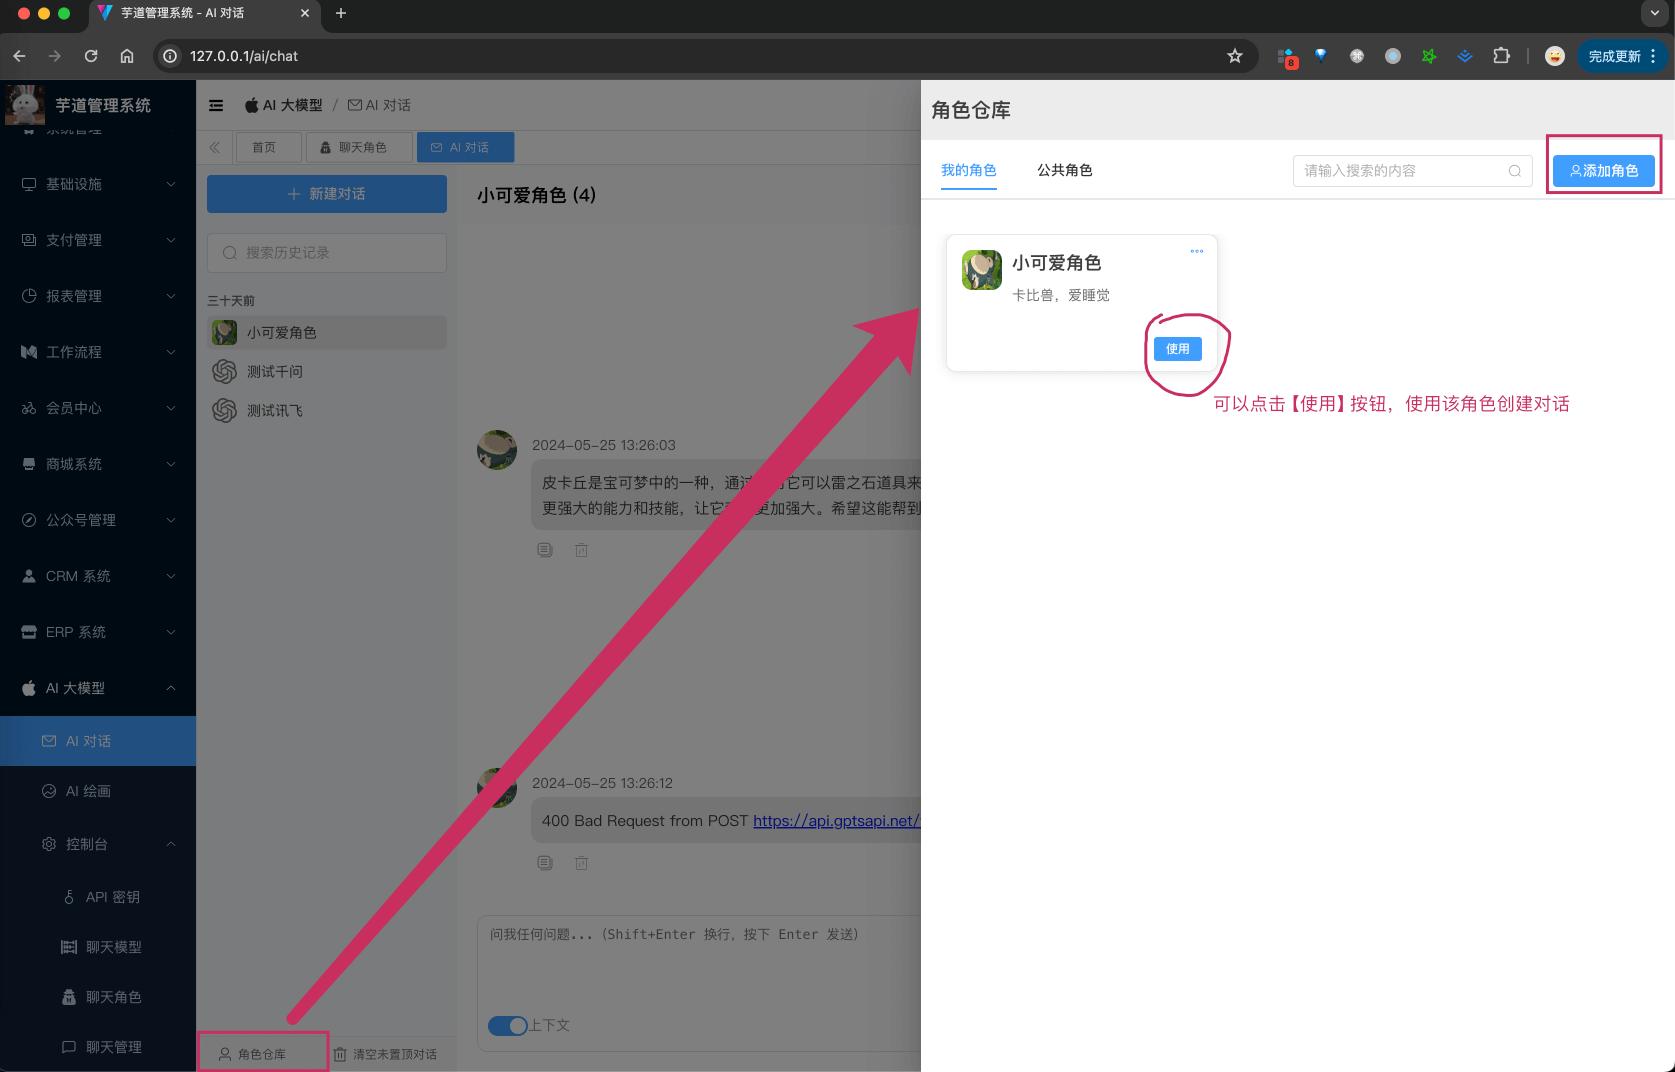 芋道管理系统 - AI 对话
127.0.0.1/ai/chat
8
完成更新
芋道管理系统
系统管理
基础设施
支付管理
报表管理
工作流程
会员中心
商城系统
公众号管理
CRM 系统
ERP 系统
AI 大模型
AI 对话
AI 绘画
控制台
API 密钥
聊天模型
聊天角色
聊天管理
AI 大模型 / AI 对话
首页
聊天角色
AI 对话
新建对话
搜索历史记录
三十天前
小可爱角色
测试千问
测试讯飞
角色仓库
清空未置顶对话
小可爱角色 (4)
2024-05-25 13:26:03
皮卡丘是宝可梦中的一种，通过 它可以雷之石道具来
更强大的能力和技能，让它 更加强大。希望这能帮到
2024-05-25 13:26:12
400 Bad Request from POST https://api.gptsapi.net/
问我任何问题...（Shift+Enter 换行，按下 Enter 发送）
上下文
角色仓库
我的角色
公共角色
请输入搜索的内容
添加角色
小可爱角色
卡比兽，爱睡觉
使用
可以点击【使用】按钮，使用该角色创建对话